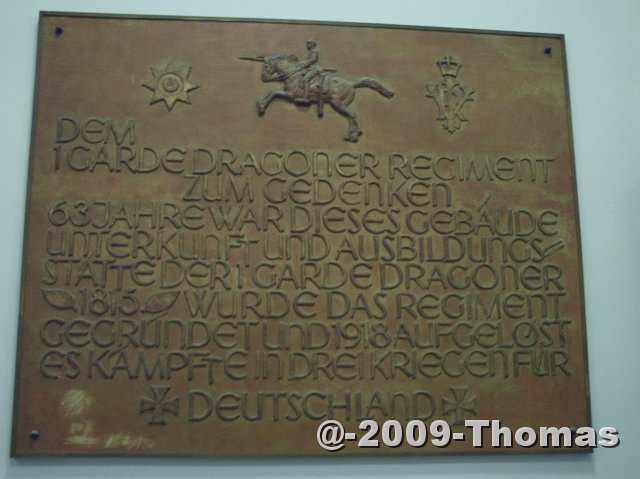 DEM
1 GARDE DRAGONER REGIMENT
ZUM GEDENKEN
63 JAHRE WAR DIESES GEBÄUDE
UNTERKUNFT UND AUSBILDUNGS-
STÄTTE DER 1 GARDE DRAGONER
1815 WURDE DAS REGIMENT
GEGRÜNDET UND 1918 AUFGELÖST
ES KÄMPFTE IN DREI KRIEGEN FÜR
DEUTSCHLAND
@-2009-Thomas